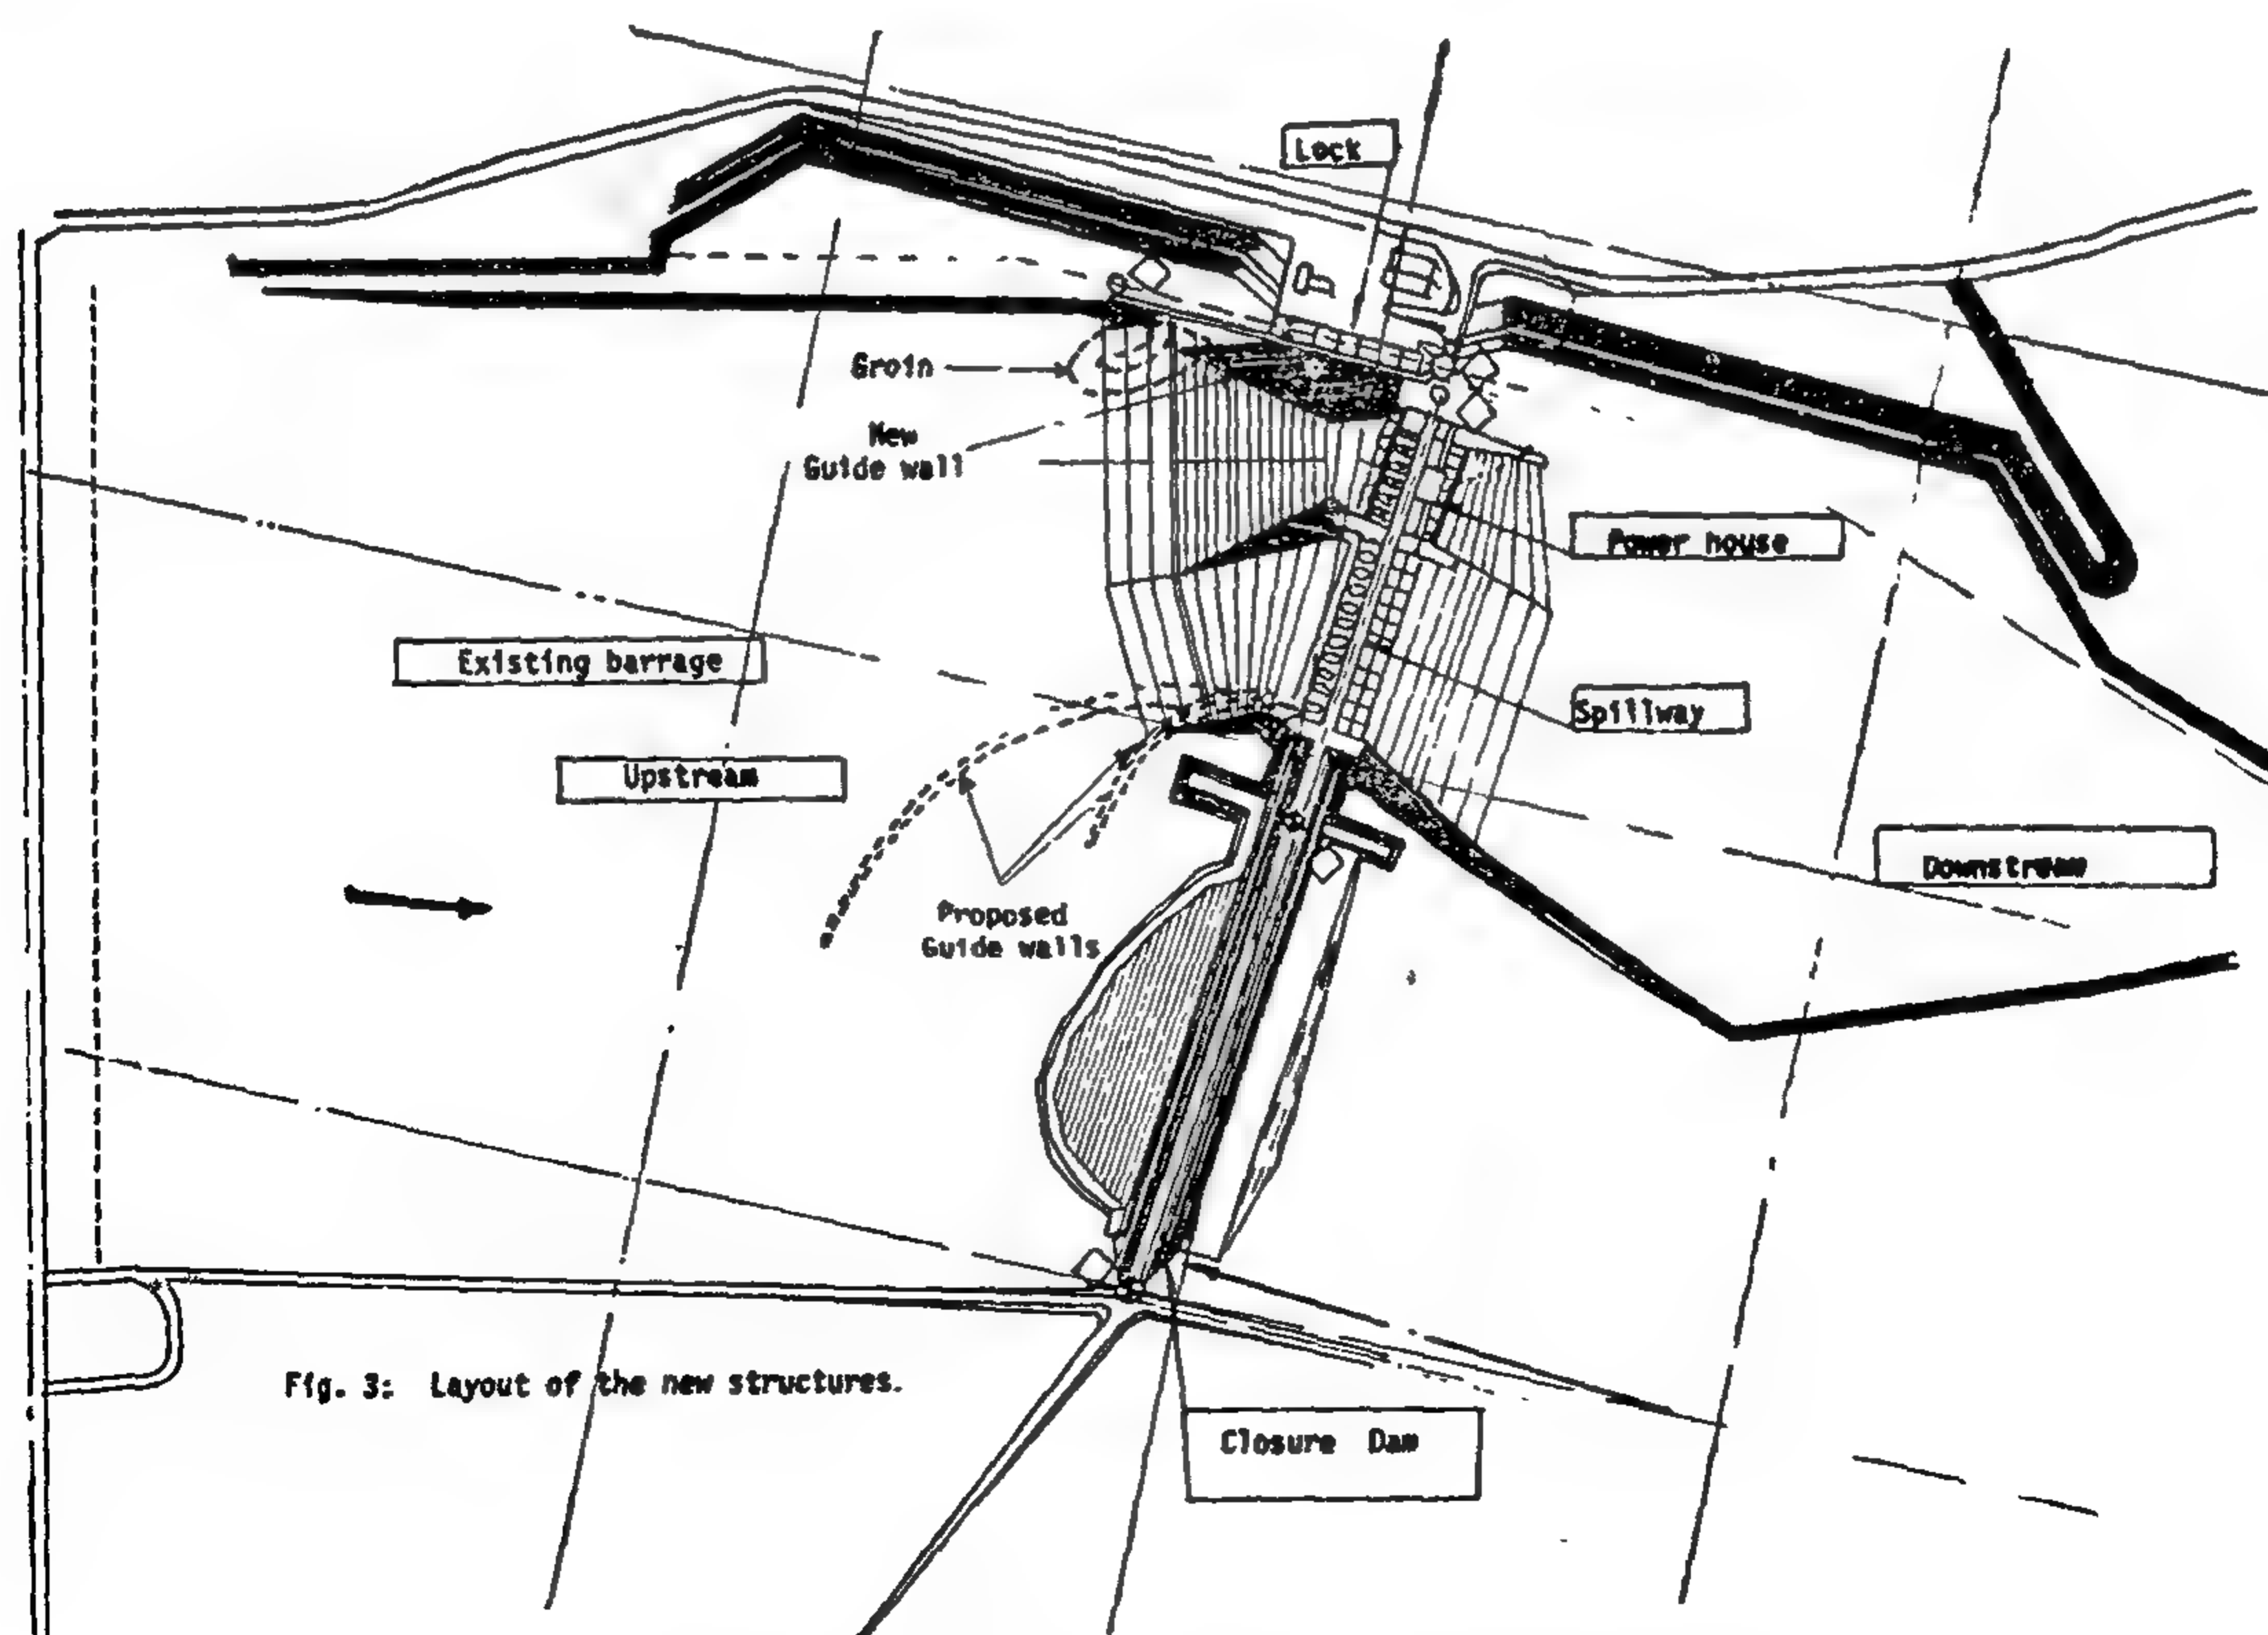 Lock
Groin
New
Guide wall
Power house
Existing barrage
Spillway
Upstream
Downstream
Proposed
Guide walls
Fig. 3: Layout of the new structures.
Closure Dam